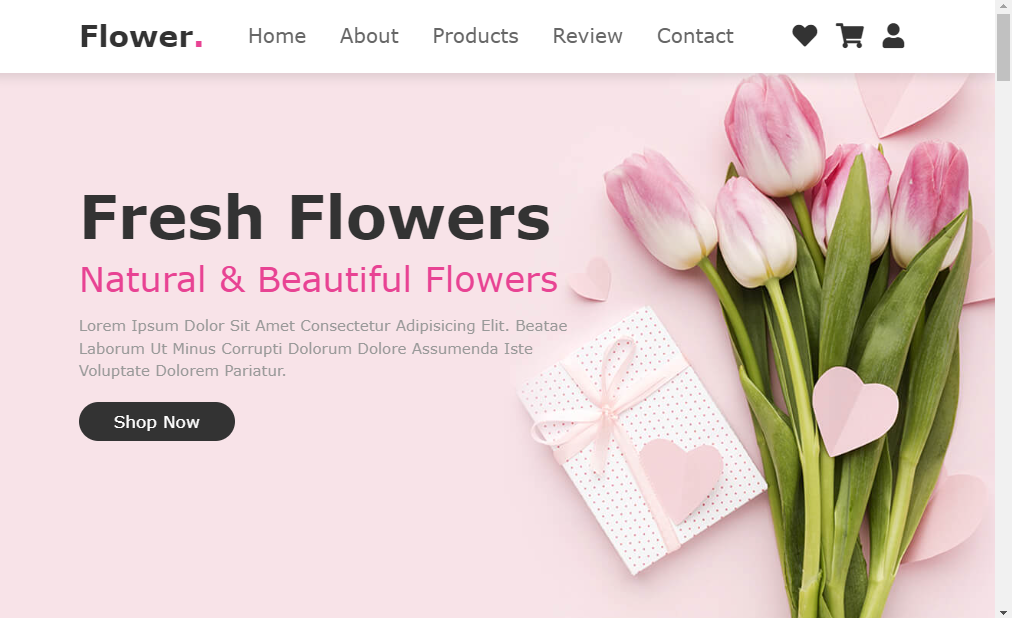 Flower.
Home About Products Review Contact
Fresh Flowers
Natural & Beautiful Flowers
Lorem Ipsum Dolor Sit Amet Consectetur Adipisicing Elit. Beatae
Laborum Ut Minus Corrupti Dolorum Dolore Assumenda Iste
Voluptate Dolorem Pariatur.
Shop Now